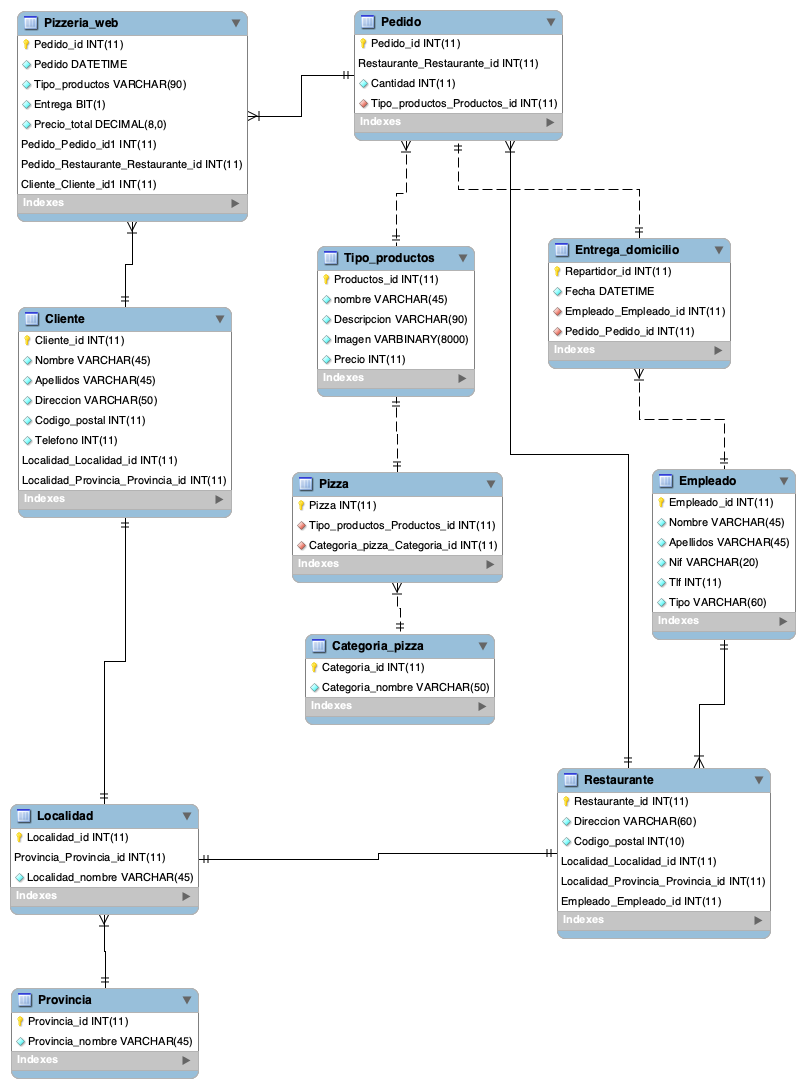 Pizzeria_web
Pedido_id INT(11)
Pedido DATETIME
Tipo_productos VARCHAR(90)
Entrega BIT(1)
Precio_total DECIMAL(8,0)
Pedido_Pedido_id1 INT(11)
Pedido_Restaurante_Restaurante_id INT(11)
Cliente_Cliente_id1 INT(11)
Indexes
Pedido
Pedido_id INT(11)
Restaurante_Restaurante_id INT(11)
Cantidad INT(11)
Tipo_productos_Productos_id INT(11)
Indexes
Tipo_productos
Productos_id INT(11)
nombre VARCHAR(45)
Descripcion VARCHAR(90)
Imagen VARBINARY(8000)
Precio INT(11)
Indexes
Entrega_domicilio
Repartidor_id INT(11)
Fecha DATETIME
Empleado_Empleado_id INT(11)
Pedido_Pedido_id INT(11)
Indexes
Cliente
Cliente_id INT(11)
Nombre VARCHAR(45)
Apellidos VARCHAR(45)
Direccion VARCHAR(50)
Codigo_postal INT(11)
Telefono INT(11)
Localidad_Localidad_id INT(11)
Localidad_Provincia_Provincia_id INT(11)
Indexes
Pizza
Pizza INT(11)
Tipo_productos_Productos_id INT(11)
Categoria_pizza_Categoria_id INT(11)
Indexes
Empleado
Empleado_id INT(11)
Nombre VARCHAR(45)
Apellidos VARCHAR(45)
Nif VARCHAR(20)
Tlf INT(11)
Tipo VARCHAR(60)
Indexes
Categoria_pizza
Categoria_id INT(11)
Categoria_nombre VARCHAR(50)
Indexes
Restaurante
Restaurante_id INT(11)
Direccion VARCHAR(60)
Codigo_postal INT(10)
Localidad_Localidad_id INT(11)
Localidad_Provincia_Provincia_id INT(11)
Empleado_Empleado_id INT(11)
Indexes
Localidad
Localidad_id INT(11)
Provincia_Provincia_id INT(11)
Localidad_nombre VARCHAR(45)
Indexes
Provincia
Provincia_id INT(11)
Provincia_nombre VARCHAR(45)
Indexes